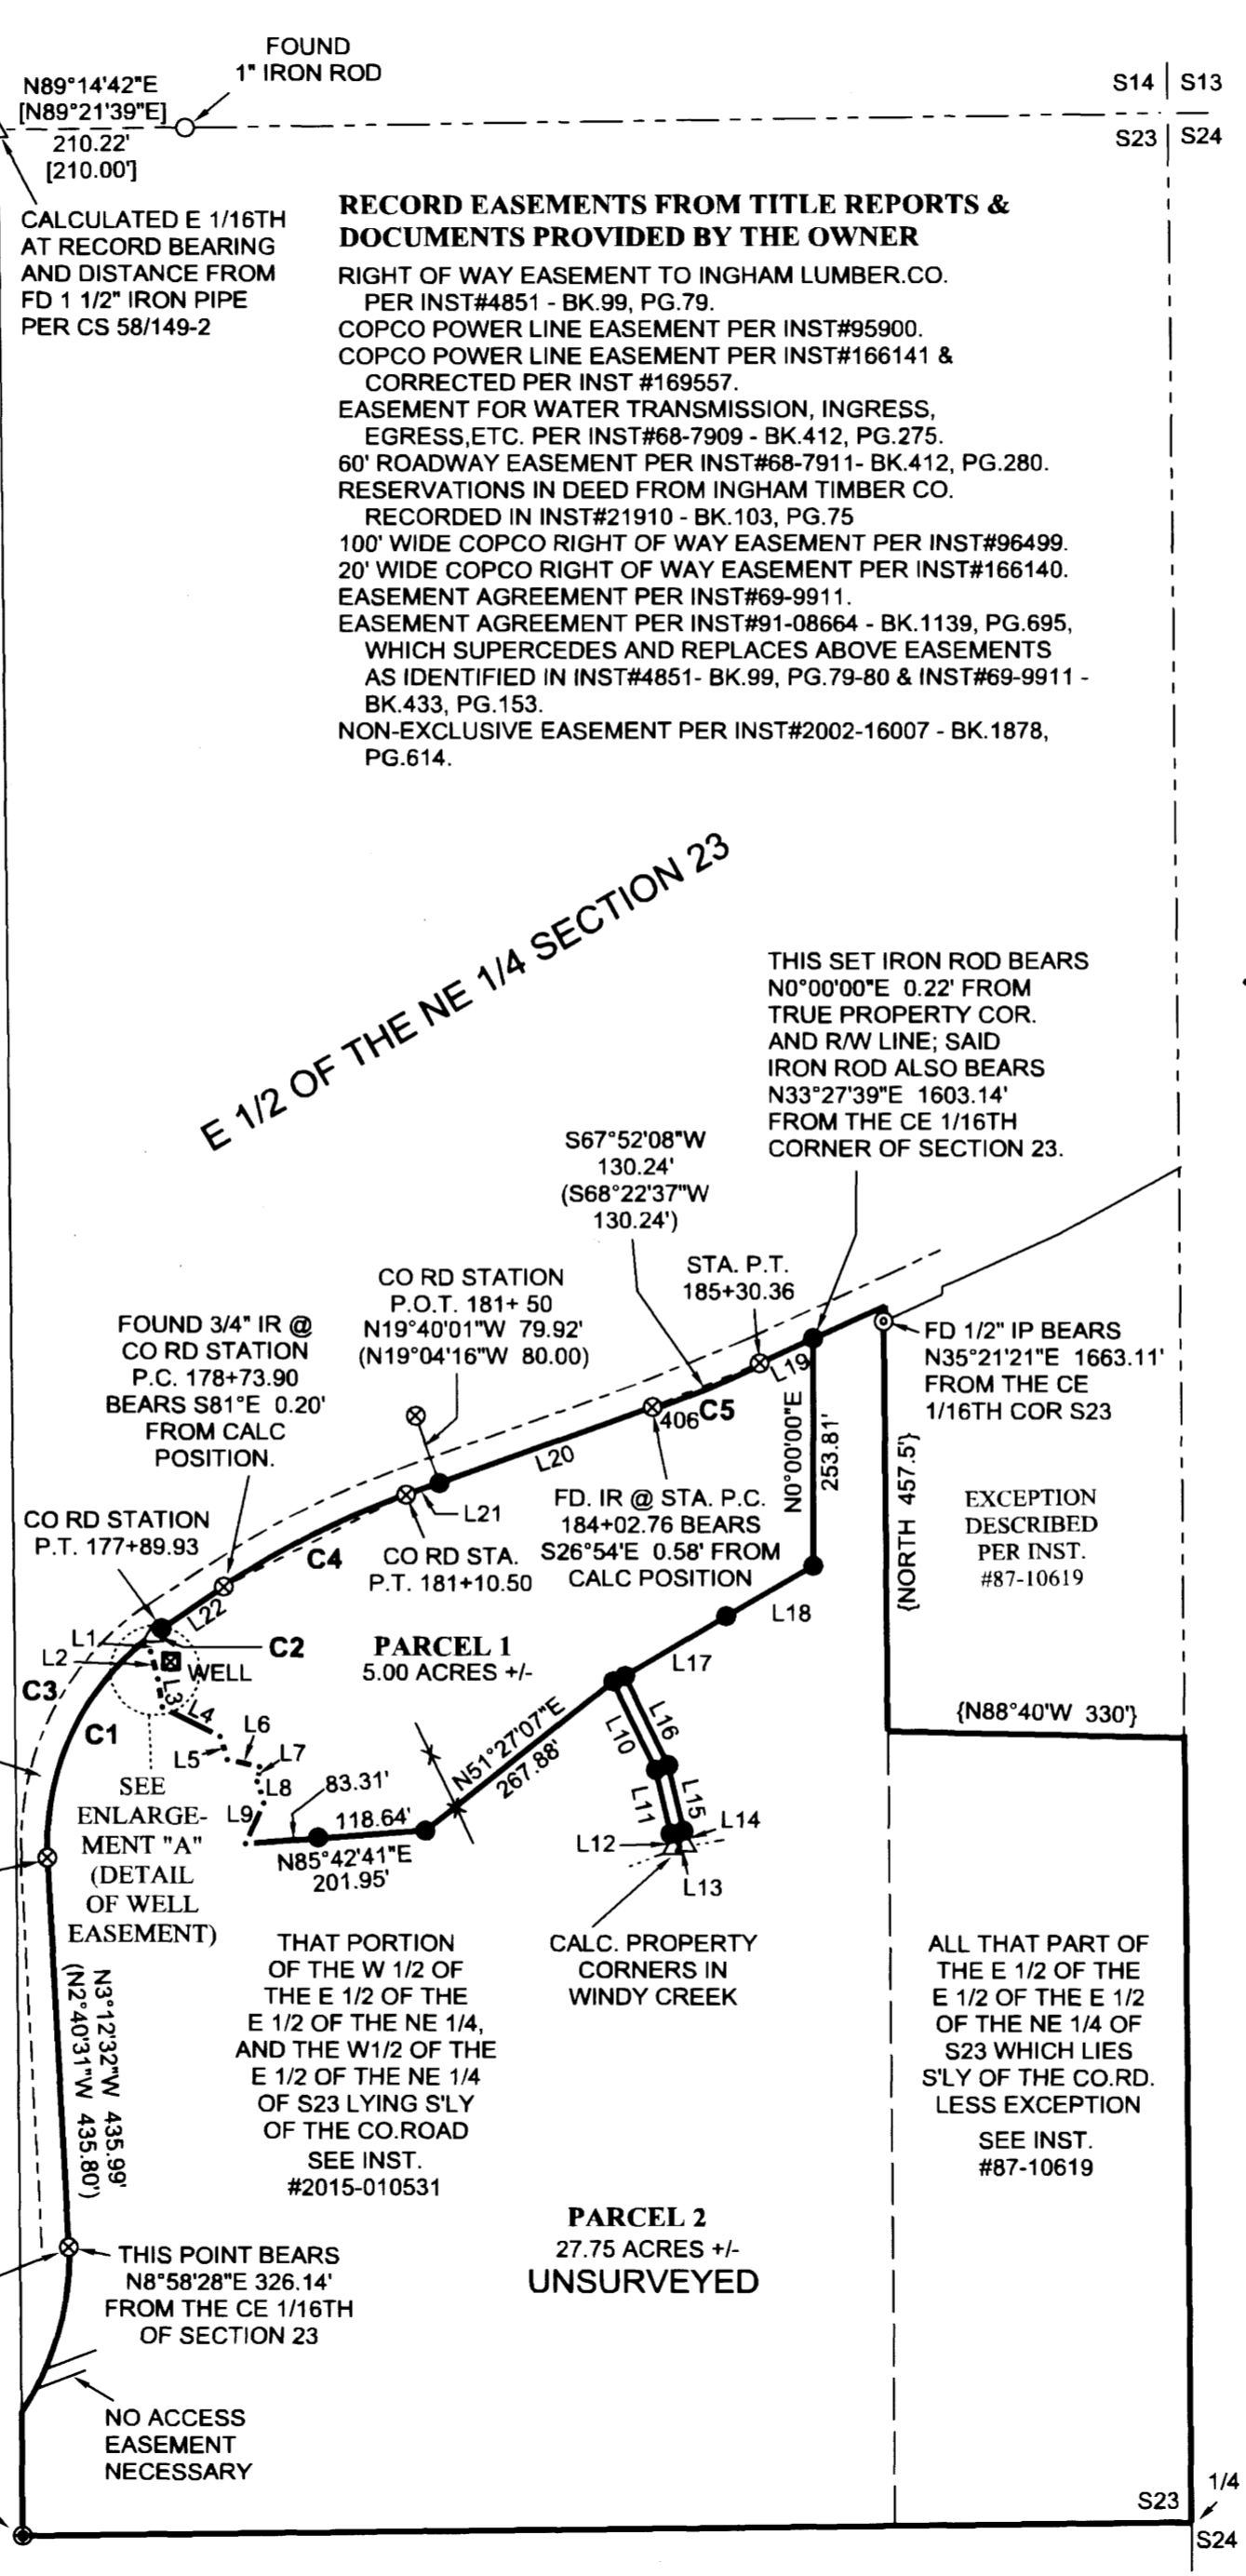 FOUND
1" IRON ROD
N89°14'42"E
[N89°21'39"E]
210.22'
[210.00']
S14 S13
S23 S24
CALCULATED E 1/16TH
AT RECORD BEARING
AND DISTANCE FROM
FD 1 1/2" IRON PIPE
PER CS 58/149-2
RECORD EASEMENTS FROM TITLE REPORTS &
DOCUMENTS PROVIDED BY THE OWNER
RIGHT OF WAY EASEMENT TO INGHAM LUMBER.CO.
PER INST#4851 - BK.99, PG.79.
COPCO POWER LINE EASEMENT PER INST#95900.
COPCO POWER LINE EASEMENT PER INST#166141 &
CORRECTED PER INST #169557.
EASEMENT FOR WATER TRANSMISSION, INGRESS,
EGRESS,ETC. PER INST#68-7909 - BK.412, PG.275.
60' ROADWAY EASEMENT PER INST#68-7911- BK.412, PG.280.
RESERVATIONS IN DEED FROM INGHAM TIMBER CO.
RECORDED IN INST#21910 - BK.103, PG.75
100' WIDE COPCO RIGHT OF WAY EASEMENT PER INST#96499.
20' WIDE COPCO RIGHT OF WAY EASEMENT PER INST#166140.
EASEMENT AGREEMENT PER INST#69-9911.
EASEMENT AGREEMENT PER INST#91-08664 - BK.1139, PG.695,
WHICH SUPERCEDES AND REPLACES ABOVE EASEMENTS
AS IDENTIFIED IN INST#4851- BK.99, PG.79-80 & INST#69-9911 -
BK.433, PG.153.
NON-EXCLUSIVE EASEMENT PER INST#2002-16007 - BK.1878,
PG.614.
E 1/2 OF THE NE 1/4 SECTION 23
THIS SET IRON ROD BEARS
N0°00'00"E 0.22' FROM
TRUE PROPERTY COR.
AND R/W LINE; SAID
IRON ROD ALSO BEARS
N33°27'39"E 1603.14'
FROM THE CE 1/16TH
CORNER OF SECTION 23.
S67°52'08"W
130.24'
(S68°22'37"W
130.24')
STA. P.T.
185+30.36
CO RD STATION
P.O.T. 181+ 50
N19°40'01"W 79.92'
(N19°04'16"W 80.00)
FOUND 3/4" IR @
CO RD STATION
P.C. 178+73.90
BEARS S81°E 0.20'
FROM CALC
POSITION.
FD 1/2" IP BEARS
N35°21'21"E 1663.11'
FROM THE CE
1/16TH COR S23
L19
406 C5
L20
N0°00'00"E
253.81'
{NORTH 457.5'}
L21
FD. IR @ STA. P.C.
184+02.76 BEARS
S26°54'E 0.58' FROM
CALC POSITION
EXCEPTION
DESCRIBED
PER INST.
#87-10619
CO RD STATION
P.T. 177+89.93
C4
CO RD STA.
P.T. 181+10.50
L22
L18
L1
C2
L2
WELL
PARCEL 1
5.00 ACRES +/-
L17
C3
L3
L4
L16
L10
{N88°40'W 330'}
C1
L6
L5
L7
N51°27'07"E
267.88'
SEE
ENLARGE-
MENT "A"
(DETAIL
OF WELL
EASEMENT)
L8
83.31'
L9
118.64'
N85°42'41"E
201.95'
L11
L15
L14
L12
L13
THAT PORTION
OF THE W 1/2 OF
THE E 1/2 OF THE
E 1/2 OF THE NE 1/4,
AND THE W1/2 OF THE
E 1/2 OF THE NE 1/4
OF S23 LYING S'LY
OF THE CO.ROAD
SEE INST.
#2015-010531
CALC. PROPERTY
CORNERS IN
WINDY CREEK
ALL THAT PART OF
THE E 1/2 OF THE
E 1/2 OF THE E 1/2
OF THE NE 1/4 OF
S23 WHICH LIES
S'LY OF THE CO.RD.
LESS EXCEPTION
SEE INST.
#87-10619
N3°12'32"W 435.99'
(N2°40'31"W 435.80')
PARCEL 2
27.75 ACRES +/-
UNSURVEYED
THIS POINT BEARS
N8°58'28"E 326.14'
FROM THE CE 1/16TH
OF SECTION 23
NO ACCESS
EASEMENT
NECESSARY
1/4
S23
S24